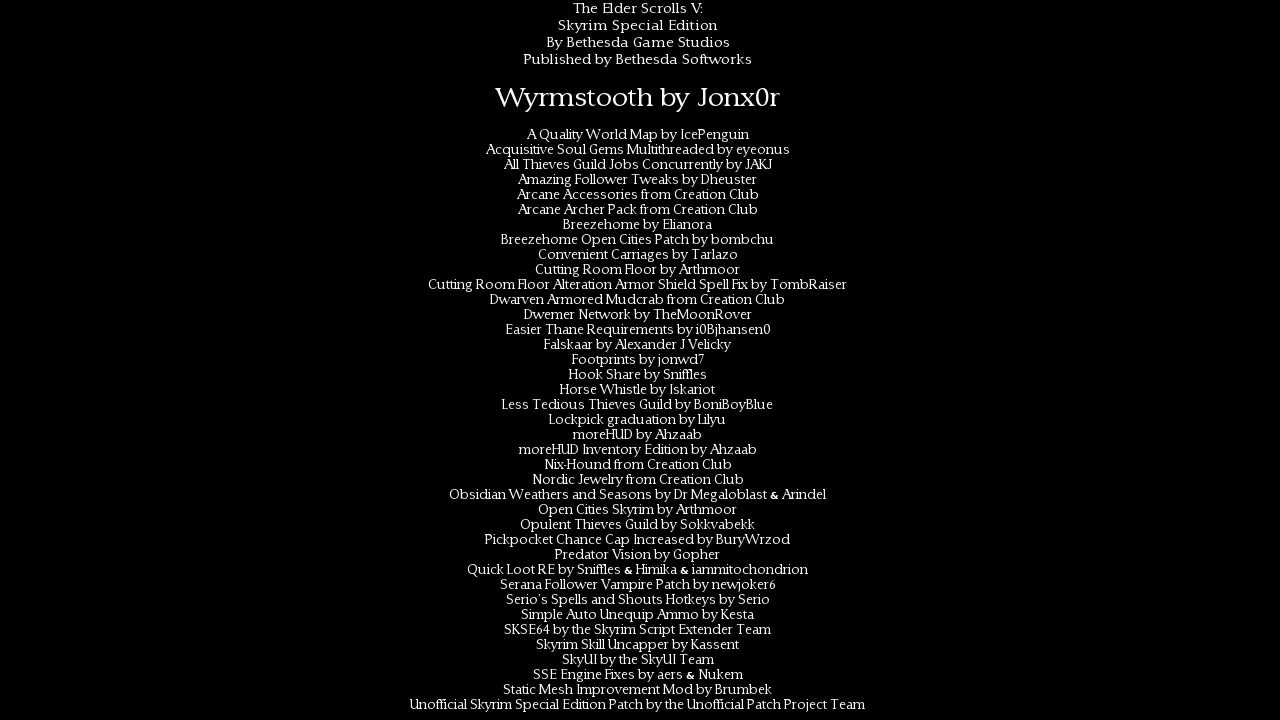 The Elder Scrolls V:
Skyrim Special Edition
By Bethesda Game Studios
Published by Bethesda Softworks
Wyrmstooth by Jonx0r
A Quality World Map by IcePenguin
Acquisitive Soul Gems Multithreaded by eyeonus
All Thieves Guild Jobs Concurrently by JAKJ
Amazing Follower Tweaks by Dheuster
Arcane Accessories from Creation Club
Arcane Archer Pack from Creation Club
Breezehome by Elianora
Breezehome Open Cities Patch by bombchu
Convenient Carriages by Tarlazo
Cutting Room Floor by Arthmoor
Cutting Room Floor Alteration Armor Shield Spell Fix by TombRaiser
Dwarven Armored Mudcrab from Creation Club
Dwemer Network by TheMoonRover
Easier Thane Requirements by i0Bjhansen0
Falskaar by Alexander J Velicky
Footprints by jonwd7
Hook Share by Sniffles
Horse Whistle by Iskariot
Less Tedious Thieves Guild by BoniBoyBlue
Lockpick graduation by Lilyu
moreHUD by Ahzaab
moreHUD Inventory Edition by Ahzaab
Nix-Hound from Creation Club
Nordic Jewelry from Creation Club
Obsidian Weathers and Seasons by Dr Megaloblast & Arindel
Open Cities Skyrim by Arthmoor
Opulent Thieves Guild by Sokkvabekk
Pickpocket Chance Cap Increased by BuryWrzod
Predator Vision by Gopher
Quick Loot RE by Sniffles & Himika & iammitochondrion
Serana Follower Vampire Patch by newjoker6
Serio's Spells and Shouts Hotkeys by Serio
Simple Auto Unequip Ammo by Kesta
SKSE64 by the Skyrim Script Extender Team
Skyrim Skill Uncapper by Kassent
SkyUI by the SkyUI Team
SSE Engine Fixes by aers & Nukem
Static Mesh Improvement Mod by Brumbek
Unofficial Skyrim Special Edition Patch by the Unofficial Patch Project Team